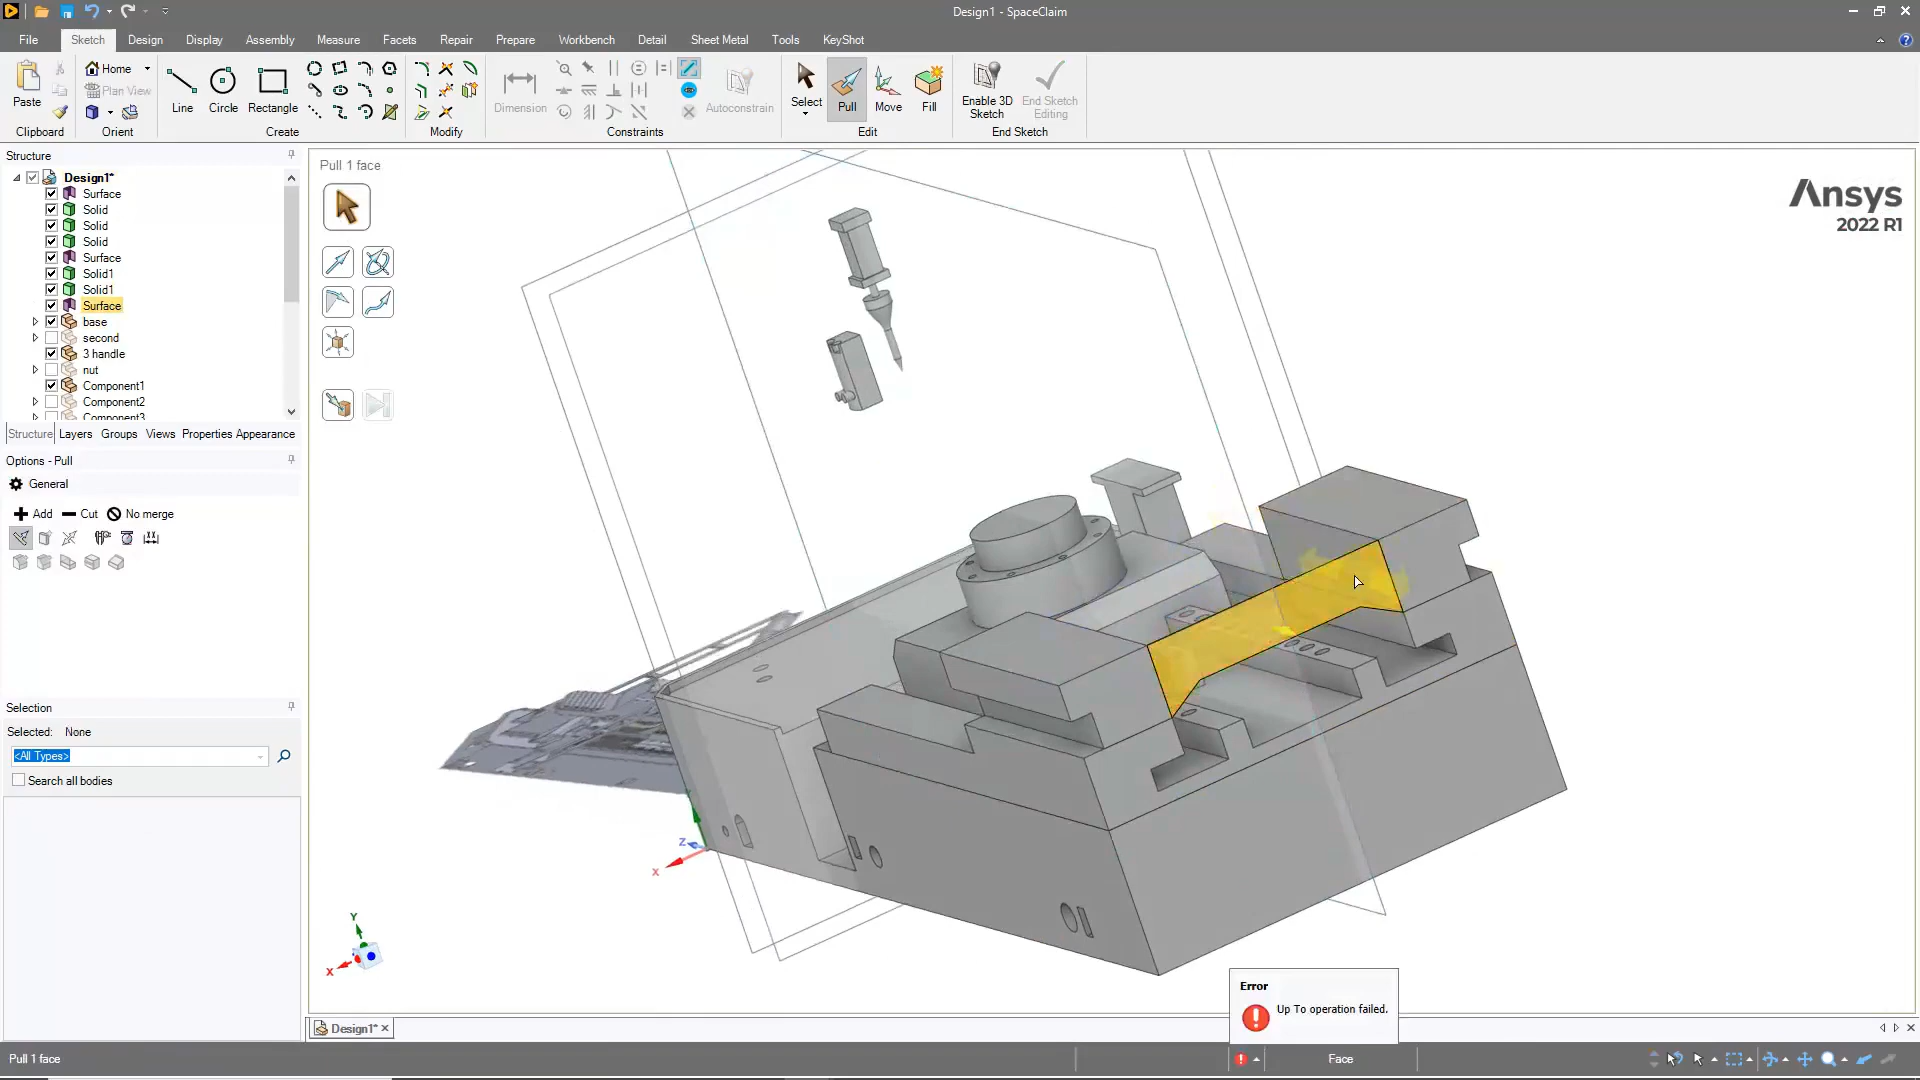 Design1 - SpaceClaim
File
Sketch
Design
Display
Assembly
Measure
Facets
Repair
Prepare
Workbench
Detail
Sheet Metal
Tools
KeyShot
Paste
Clipboard
Home
Plan View
Orient
Line
Circle
Rectangle
Create
Modify
Dimension
Autoconstrain
Constraints
Select
Pull
Move
Fill
Edit
Enable 3D
Sketch
End Sketch
Editing
End Sketch
Structure
Design1*
Surface
Solid
Solid
Solid
Surface
Solid1
Solid1
Surface
base
second
3 handle
nut
Component1
Component2
Component3
Structure
Layers
Groups
Views
Properties
Appearance
Options - Pull
General
Add
Cut
No merge
Selection
Selected: None
<All Types>
Search all bodies
Pull 1 face
Ansys
2022 R1
Z
X
Y
X
Error
Up To operation failed.
Design1*
Pull 1 face
Face